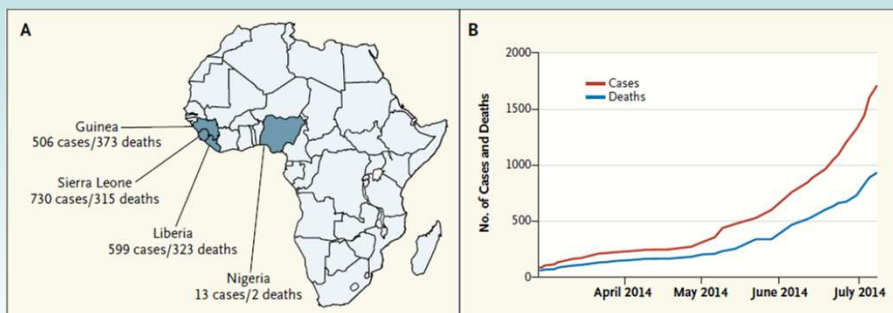 A
Guinea
506 cases/373 deaths
Sierra Leone
730 cases/315 deaths
Liberia
599 cases/323 deaths
Nigeria
13 cases/2 deaths
B
No. of Cases and Deaths
2000
1500
1000
500
0
Cases
Deaths
April 2014
May 2014
June 2014
July 2014